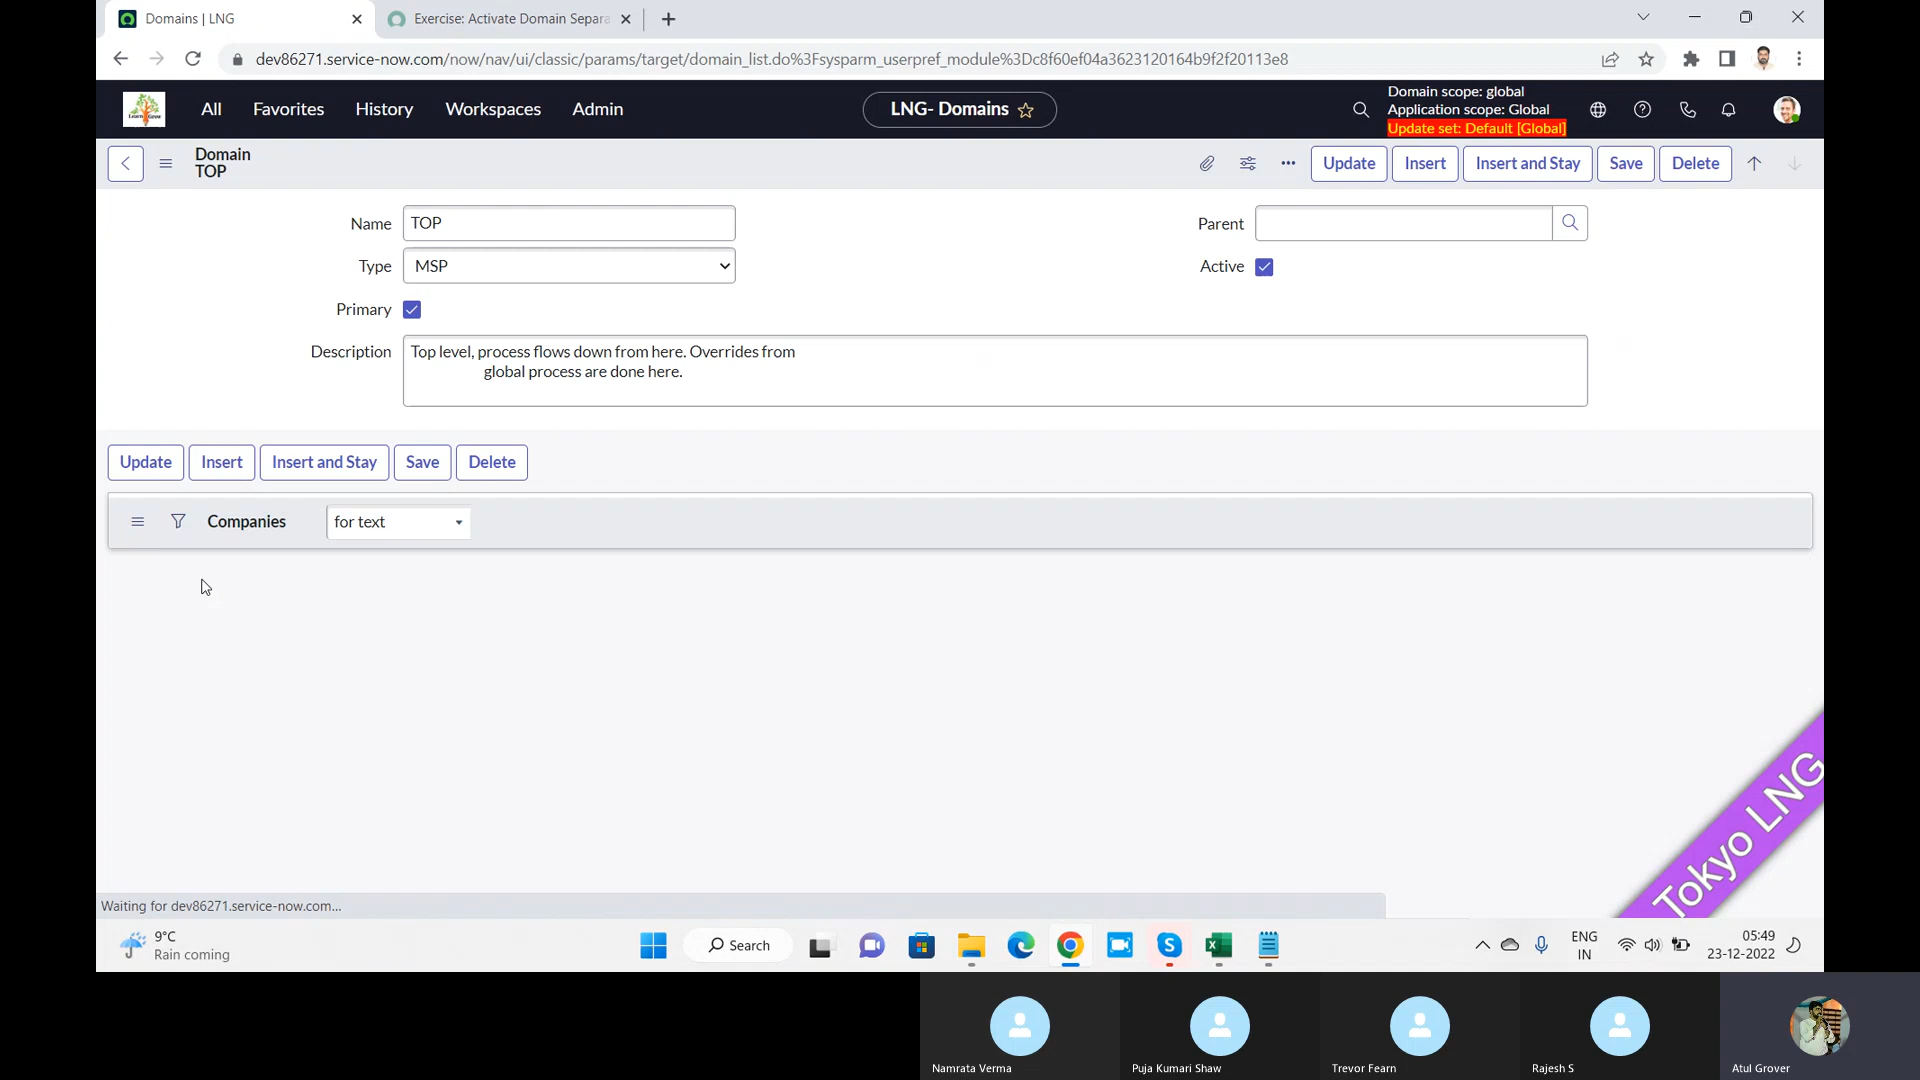 Domains | LNG
Exercise: Activate Domain Separa
dev86271.service-now.com/now/nav/ui/classic/params/target/domain_list.do%3Fsysparm_userpref_module%3Dc8f60ef04a3623120164b9f2f20113e8
All Favorites History Workspaces Admin
LNG- Domains
Domain scope: global
Application scope: Global
Update set: Default [Global]
Domain
TOP
Update Insert Insert and Stay Save Delete
Name TOP
Parent
Type MSP
Active
Primary
Description Top level, process flows down from here. Overrides from
global process are done here.
Update Insert Insert and Stay Save Delete
Companies for text
Tokyo LNG
Waiting for dev86271.service-now.com...
9°C
Rain coming
Search
ENG
IN
05:49
23-12-2022
Namrata Verma
Puja Kumari Shaw
Trevor Fearn
Rajesh S
Atul Grover